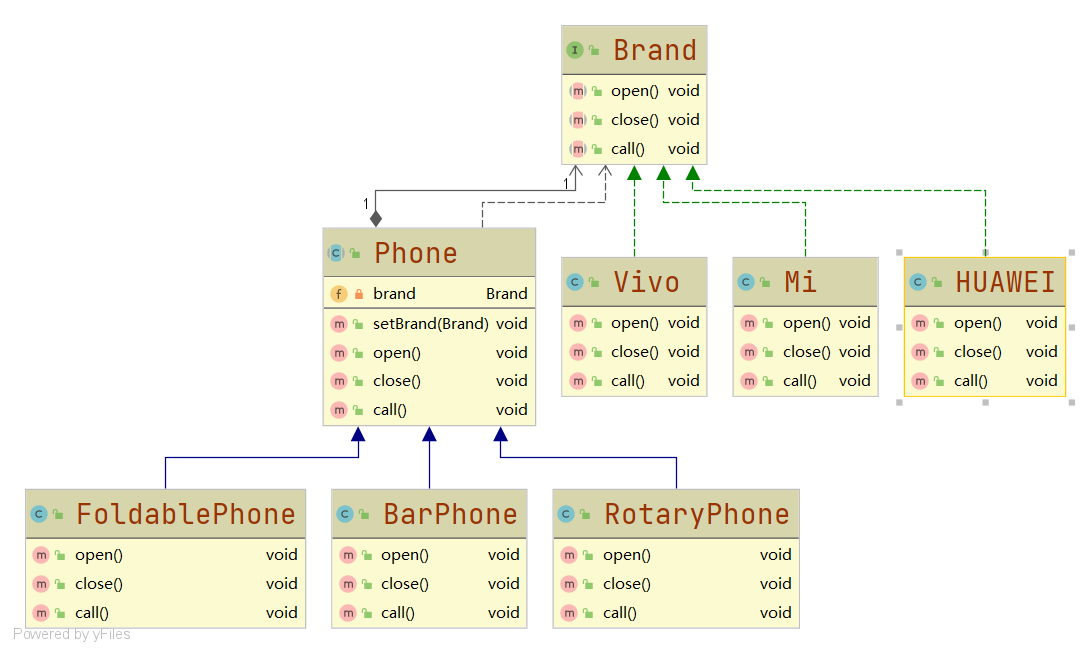 I Brand
m open() void
m close() void
m call() void
1
1
C Phone
f brand Brand
m setBrand(Brand) void
m open() void
m close() void
m call() void
C Vivo
m open() void
m close() void
m call() void
C Mi
m open() void
m close() void
m call() void
C HUAWEI
m open() void
m close() void
m call() void
C FoldablePhone
m open() void
m close() void
m call() void
C BarPhone
m open() void
m close() void
m call() void
C RotaryPhone
m open() void
m close() void
m call() void
Powered by yFiles